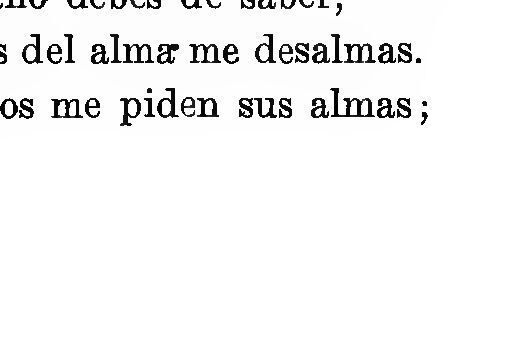 debes de saber,
s del alma me desalmas.
os me piden sus almas;